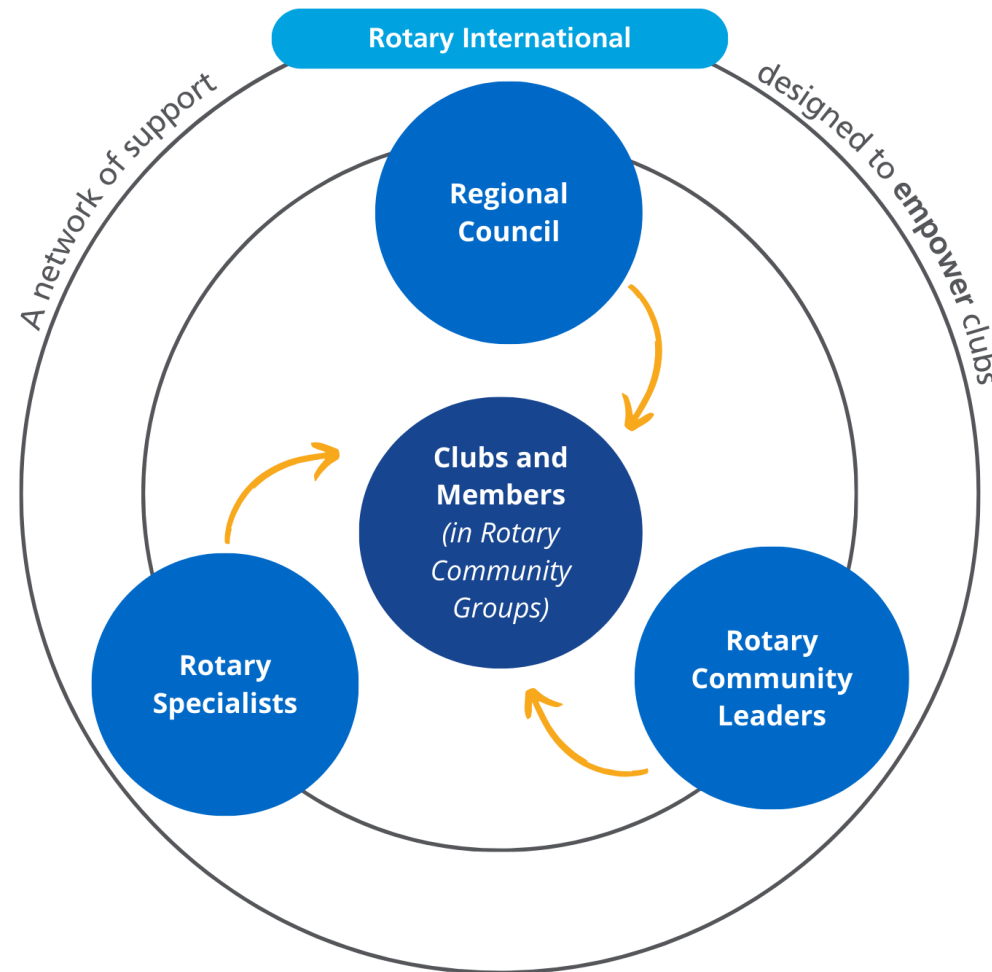 Rotary International
A network of support
designed to empower clubs
Regional
Council
Clubs and
Members
(in Rotary
Community
Groups)
Rotary
Specialists
Rotary
Community
Leaders